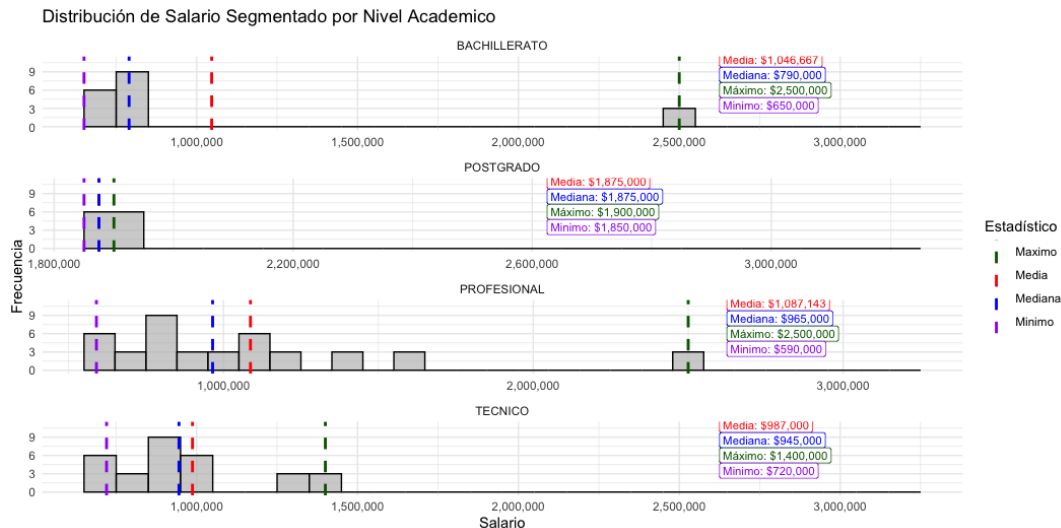 Distribución de Salario Segmentado por Nivel Academico
BACHILLERATO
9
6
3
0
Media: $1,046,667
Mediana: $790,000
Máximo: $2,500,000
Minimo: $650,000
1,000,000 1,500,000 2,000,000 2,500,000 3,000,000
POSTGRADO
9
6
3
0
Media: $1,875,000
Mediana: $1,875,000
Máximo: $1,900,000
Minimo: $1,850,000
1,800,000 2,200,000 2,600,000 3,000,000
PROFESIONAL
9
6
3
0
Media: $1,087,143
Mediana: $965,000
Máximo: $2,500,000
Minimo: $590,000
1,000,000 2,000,000 3,000,000
TECNICO
9
6
3
0
Media: $987,000
Mediana: $945,000
Máximo: $1,400,000
Minimo: $720,000
1,000,000 1,500,000 2,000,000 2,500,000 3,000,000
Salario
Frecuencia
Estadístico
Maximo
Media
Mediana
Minimo